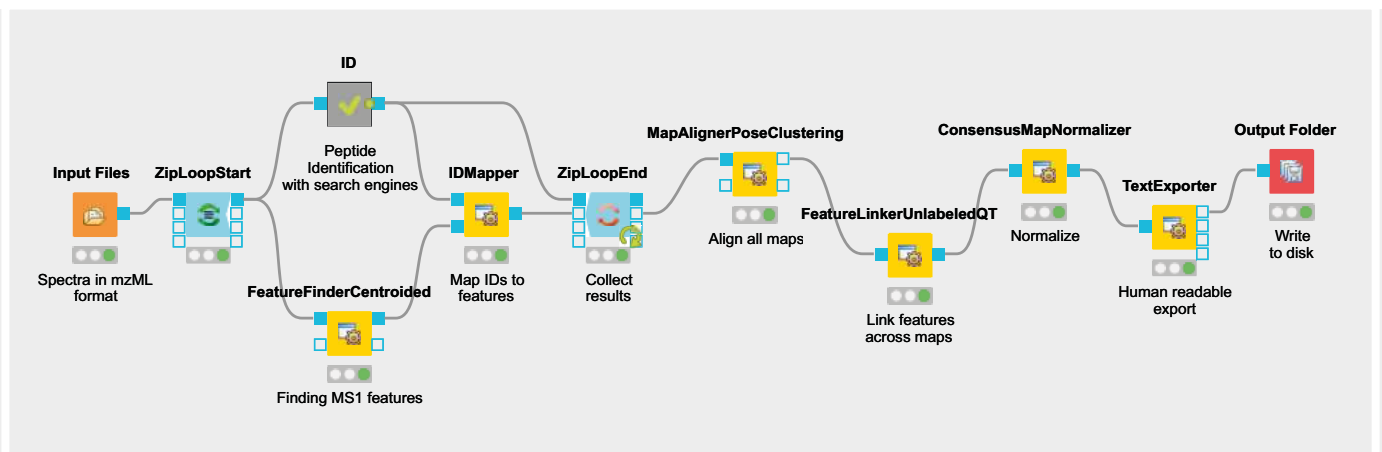 ID
Peptide
Identification
with search engines
Input Files
Spectra in mzML
format
ZipLoopStart
FeatureFinderCentroided
Finding MS1 features
IDMapper
Map IDs to
features
ZipLoopEnd
Collect
results
MapAlignerPoseClustering
Align all maps
FeatureLinkerUnlabeledQT
Link features
across maps
ConsensusMapNormalizer
Normalize
TextExporter
Human readable
export
Output Folder
Write
to disk